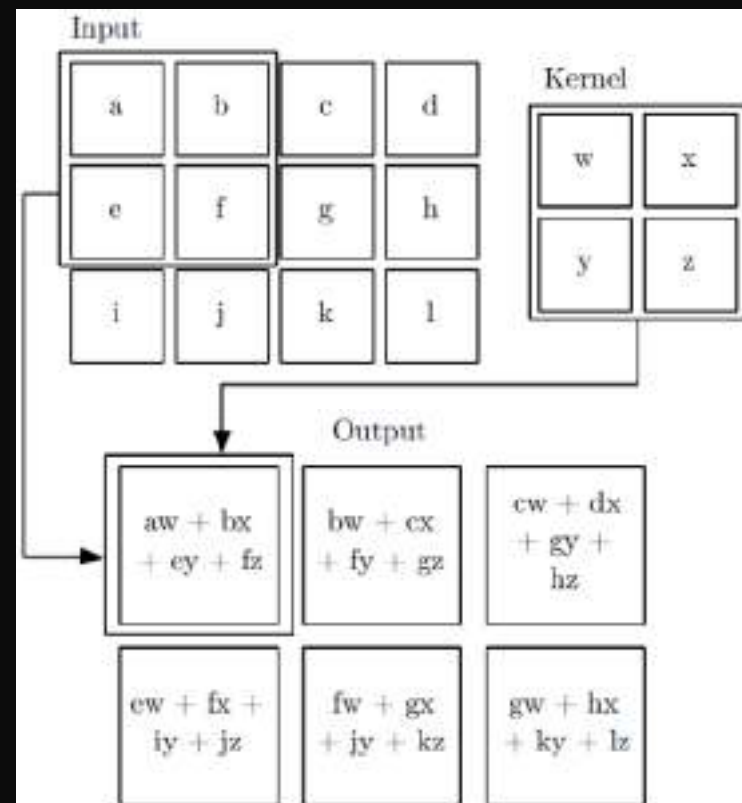 Input
Kernel
a b c d
w x
e f g h
y z
i j k l
Output
aw + bx
+ ey + fz
bw + cx
+ fy + gz
cw + dx
+ gy +
hz
ew + fx +
iy + jz
fw + gx
+ jy + kz
gw + hx
+ ky + lz